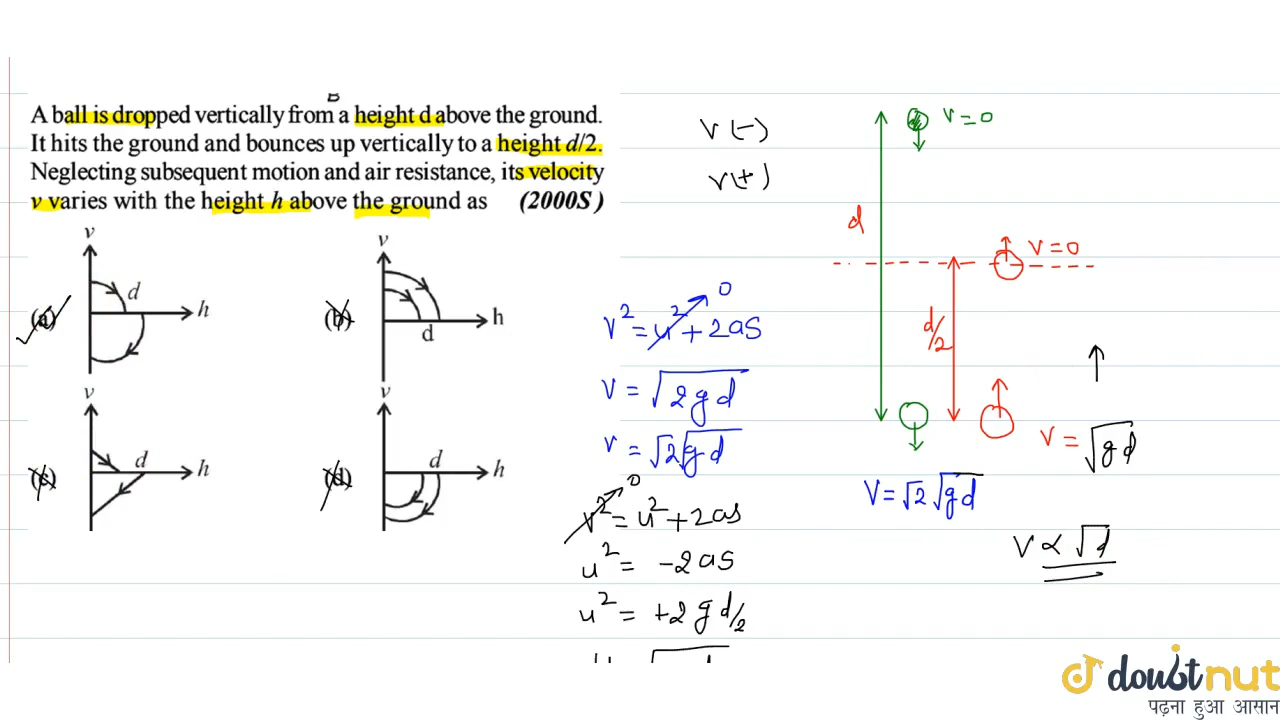 A ball is dropped vertically from a height d above the ground.
It hits the ground and bounces up vertically to a height d/2.
Neglecting subsequent motion and air resistance, its velocity
v varies with the height h above the ground as (2000S)
v
d
h
(a)
v
d
h
(b)
v
d
h
(c)
v
d
h
(d)
v (-)
v(+)
v² = u² + 2as
0
v = √2gd
v = √2 √gd
v² = u² + 2as
0
u² = -2as
u² = +2g d/2
v = 0
d
v = 0
d/2
v = √gd
v = √2 √gd
v ∝ √d
doubtnut
पढ़ना हुआ आसान